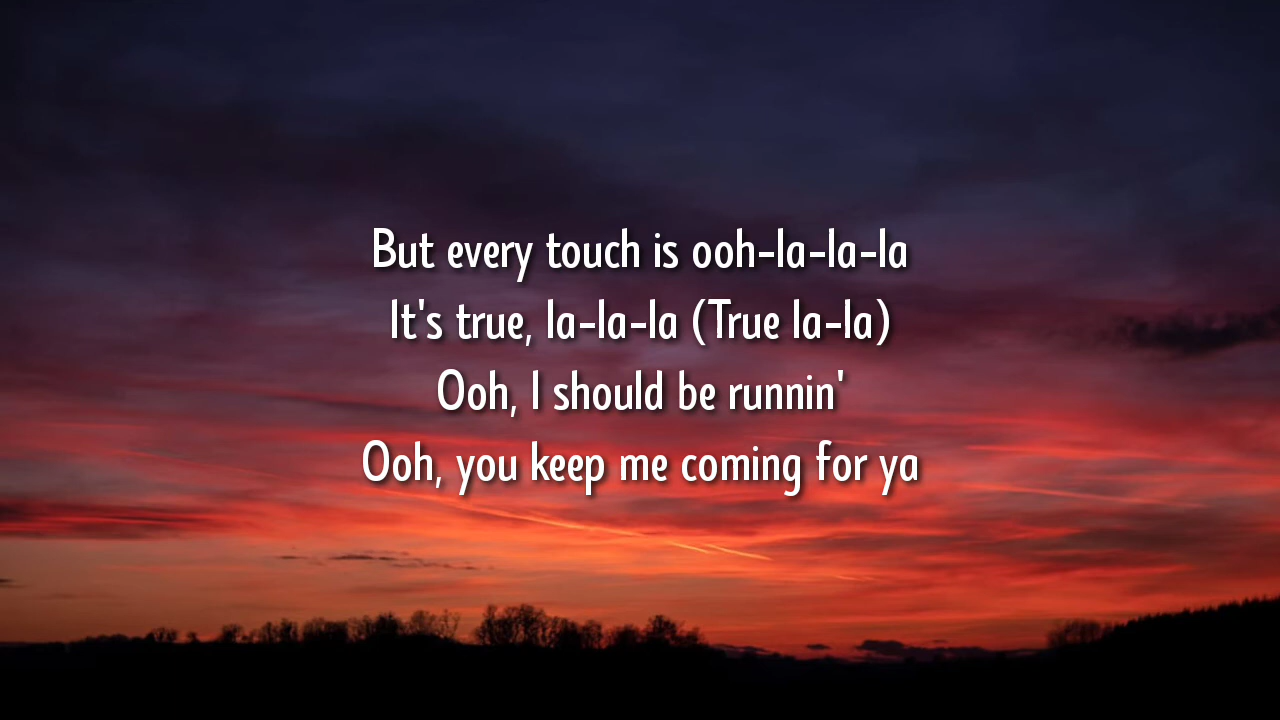 But every touch is ooh-la-la-la
It's true, la-la-la (True la-la)
Ooh, I should be runnin'
Ooh, you keep me coming for ya